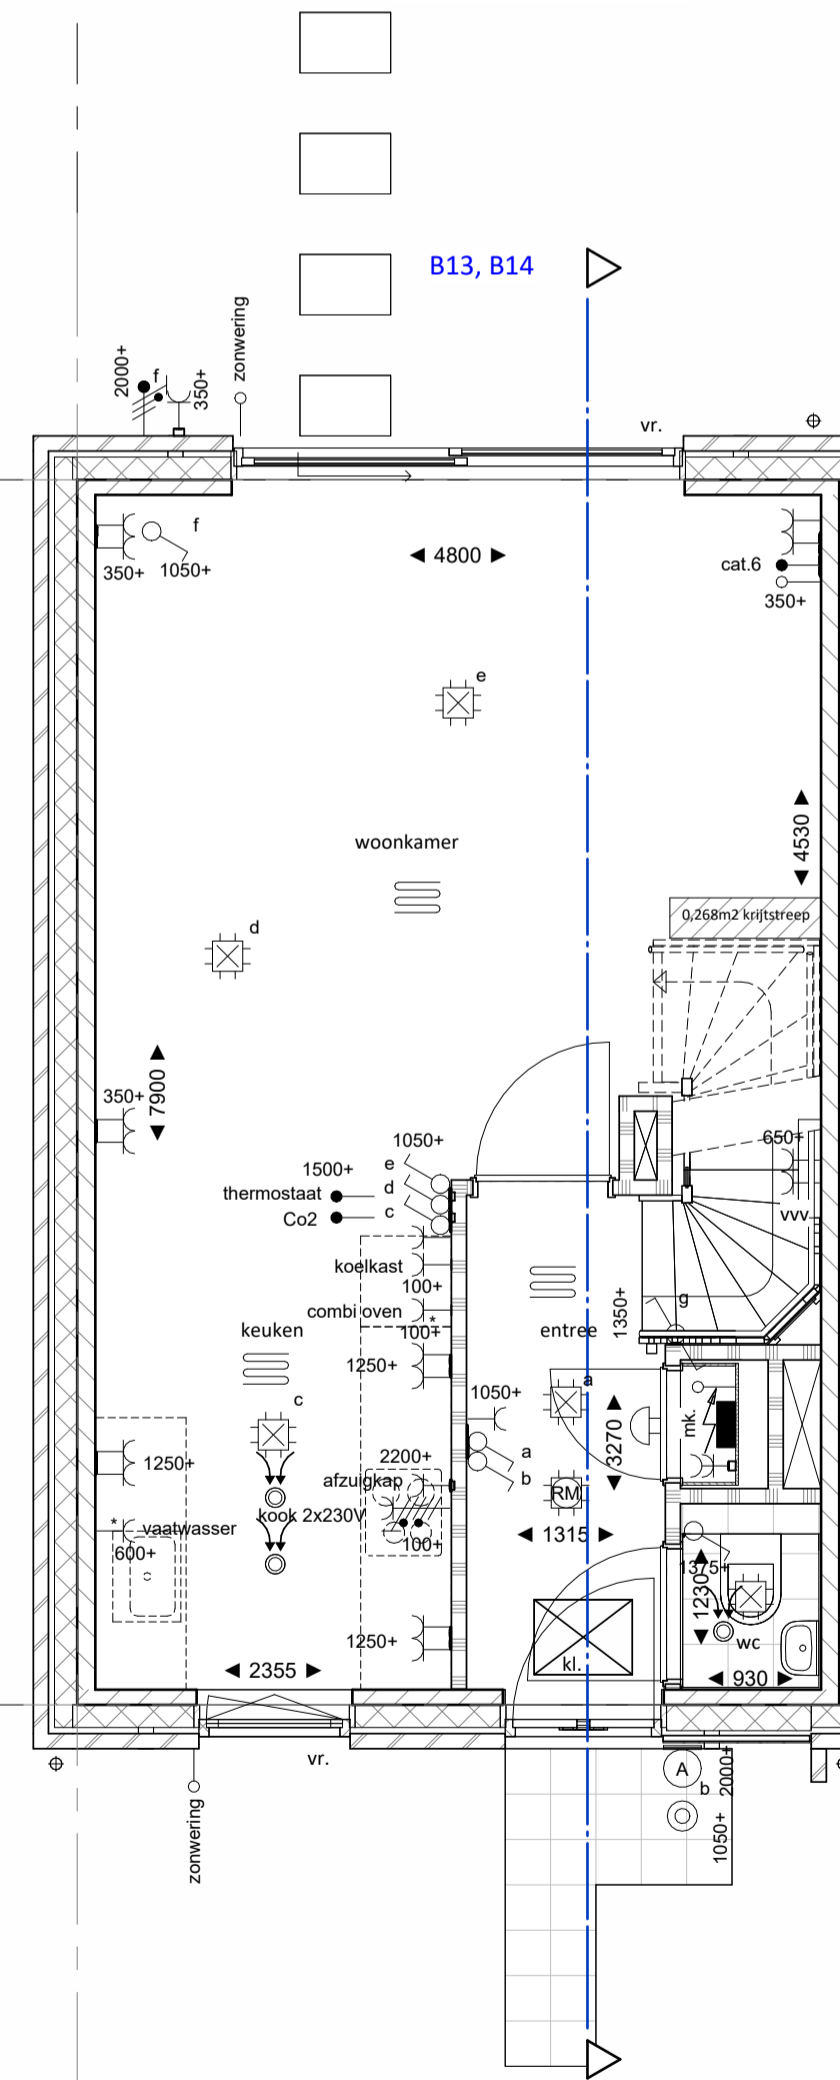 B13, B14
zonwering
2000+
f
350+
vr.
f
350+
1050+
4800
cat.6
350+
e
4530
woonkamer
0,268m2 krijtstreep
d
7900
350+
1050+
650+
e
1500+
d
thermostaat
c
Co2
vvv
koelkast
100+
combi oven
*
100+
g
1350+
keuken
entree
1250+
a
1050+
c
mk.
3270
a
b
1250+
2200+
afzuigkap
RM
kook 2x230V
*
vaatwasser
1315
100+
600+
1375+
1230
1250+
wc
kl.
2355
930
vr.
A
b
2000+
zonwering
1050+